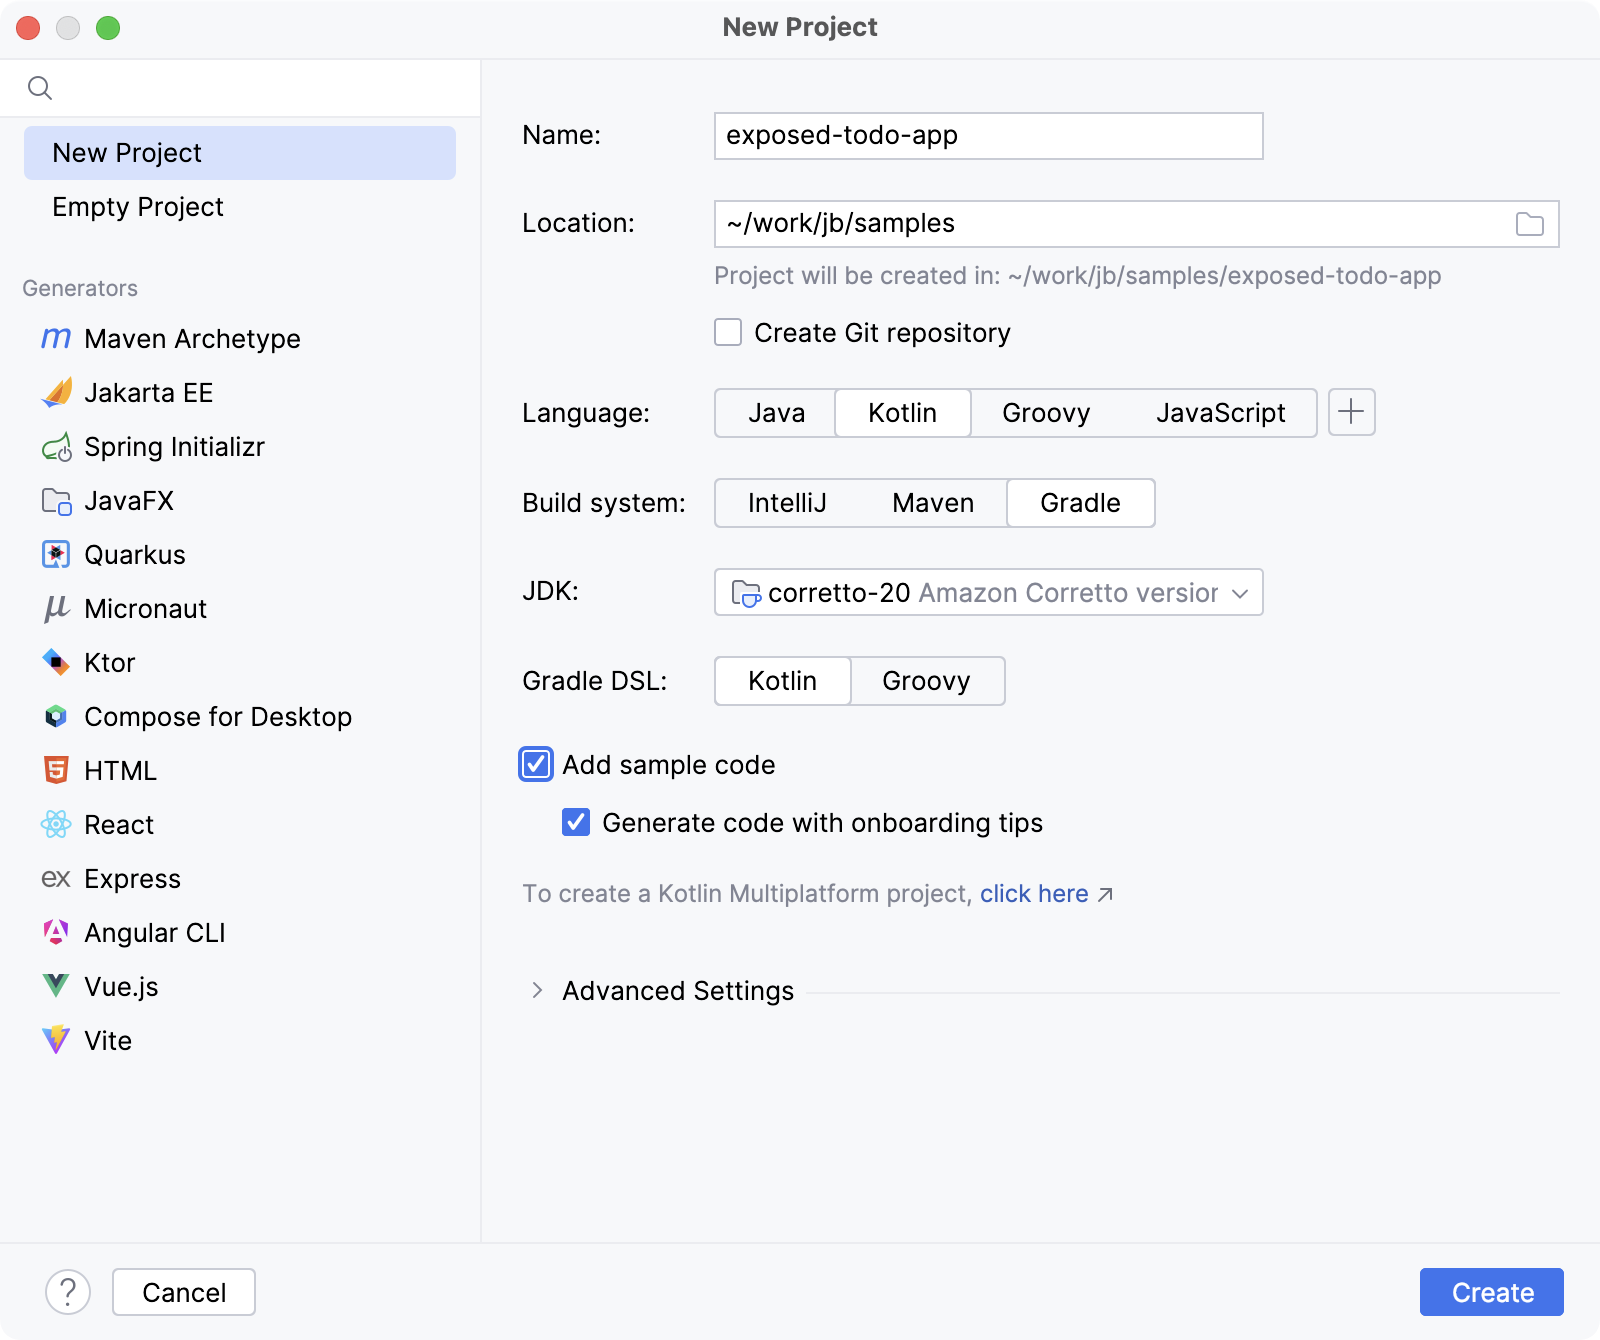 New Project
New Project
Empty Project
Generators
Maven Archetype
Jakarta EE
Spring Initializr
JavaFX
Quarkus
Micronaut
Ktor
Compose for Desktop
HTML
React
ex Express
Angular CLI
Vue.js
Vite
Name: exposed-todo-app
Location: ~/work/jb/samples
Project will be created in: ~/work/jb/samples/exposed-todo-app
Create Git repository
Language: Java Kotlin Groovy JavaScript
Build system: IntelliJ Maven Gradle
JDK: corretto-20 Amazon Corretto version
Gradle DSL: Kotlin Groovy
Add sample code
Generate code with onboarding tips
To create a Kotlin Multiplatform project, click here ↗
Advanced Settings
? Cancel Create